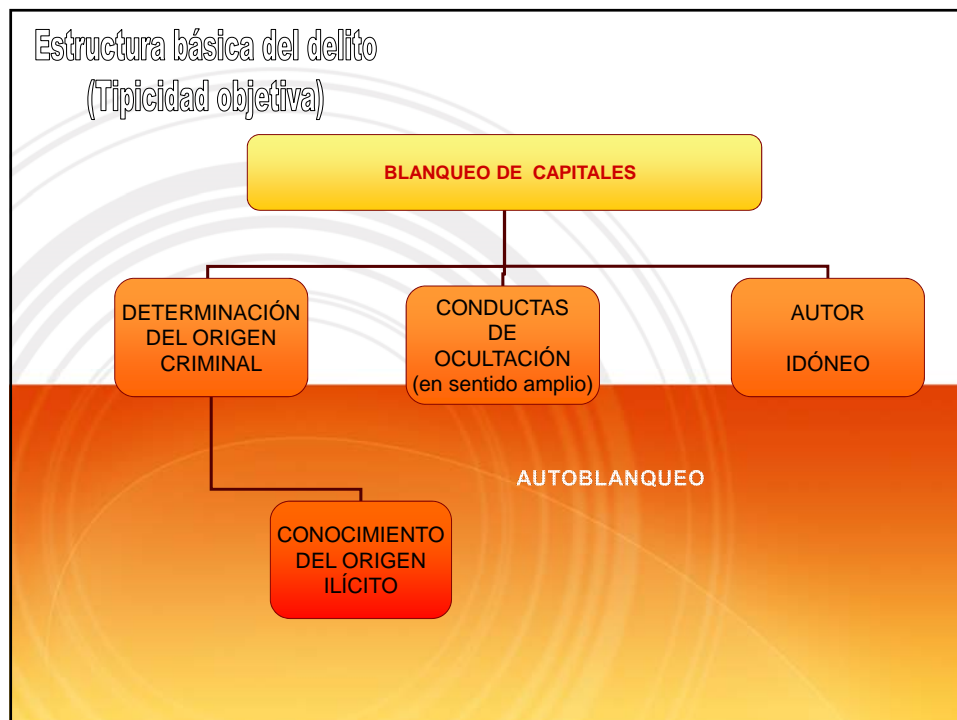 Estructura básica del delito
(Tipicidad objetiva)
BLANQUEO DE CAPITALES
DETERMINACIÓN
DEL ORIGEN
CRIMINAL
CONDUCTAS
DE
OCULTACIÓN
(en sentido amplio)
AUTOR
IDÓNEO
AUTOBLANQUEO
CONOCIMIENTO
DEL ORIGEN
ILÍCITO